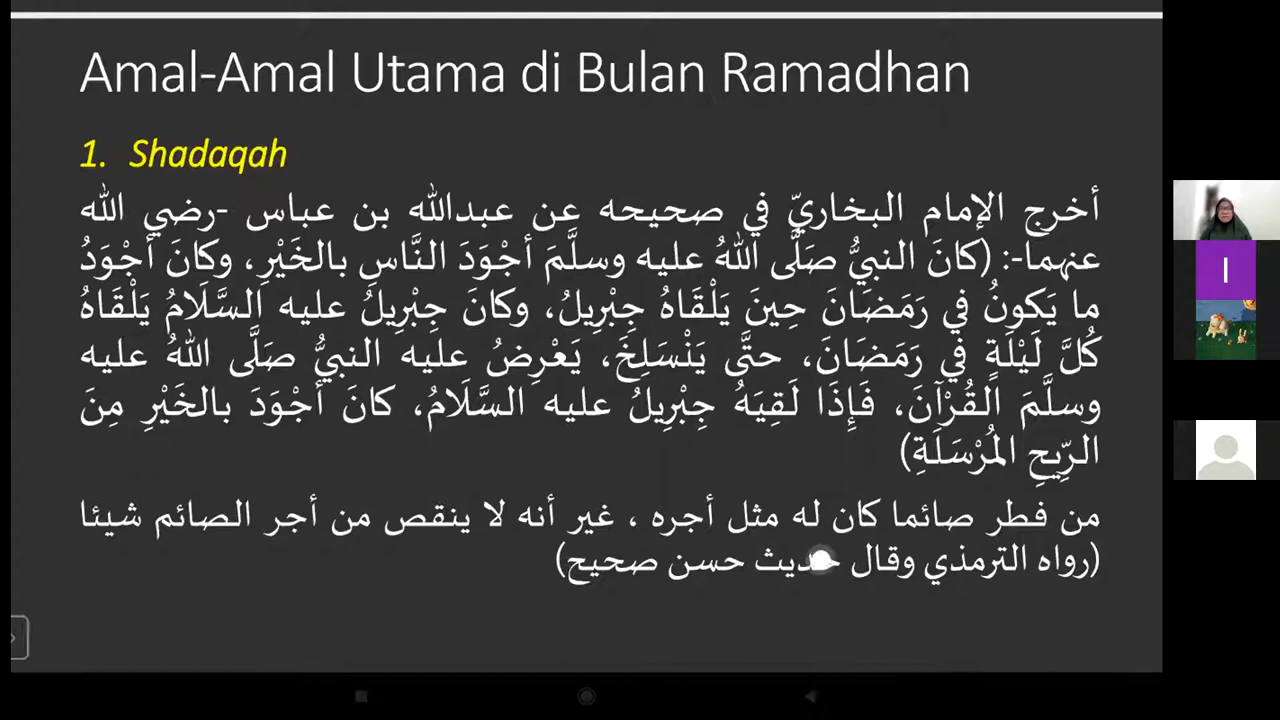 Amal-Amal Utama di Bulan Ramadhan
1. Shadaqah
أخرج الإمام البخاريّ في صحيحه عن عبدالله بن عباس -رضي الله
عنهما-: (كانَ النبيُّ صَلَّى اللهُ عليه وسلَّمَ أجْوَدَ النَّاسِ بالخَيْرِ، وكانَ أجْوَدُ
ما يَكونُ في رَمَضَانَ حِينَ يَلْقَاهُ جِبْرِيلُ، وكانَ جِبْرِيلُ عليه السَّلَامُ يَلْقَاهُ
كُلَّ لَيْلَةٍ في رَمَضَانَ، حتَّى يَنْسَلِخَ، يَعْرِضُ عليه النبيُّ صَلَّى اللهُ عليه
وسلَّمَ القُرْآنَ، فَإِذَا لَقِيَهُ جِبْرِيلُ عليه السَّلَامُ، كانَ أجْوَدَ بالخَيْرِ مِنَ
الرِّيحِ المُرْسَلَةِ)
من فطر صائما كان له مثل أجره ، غير أنه لا ينقص من أجر الصائم شيئا
(رواه الترمذي وقال حديث حسن صحيح)
I